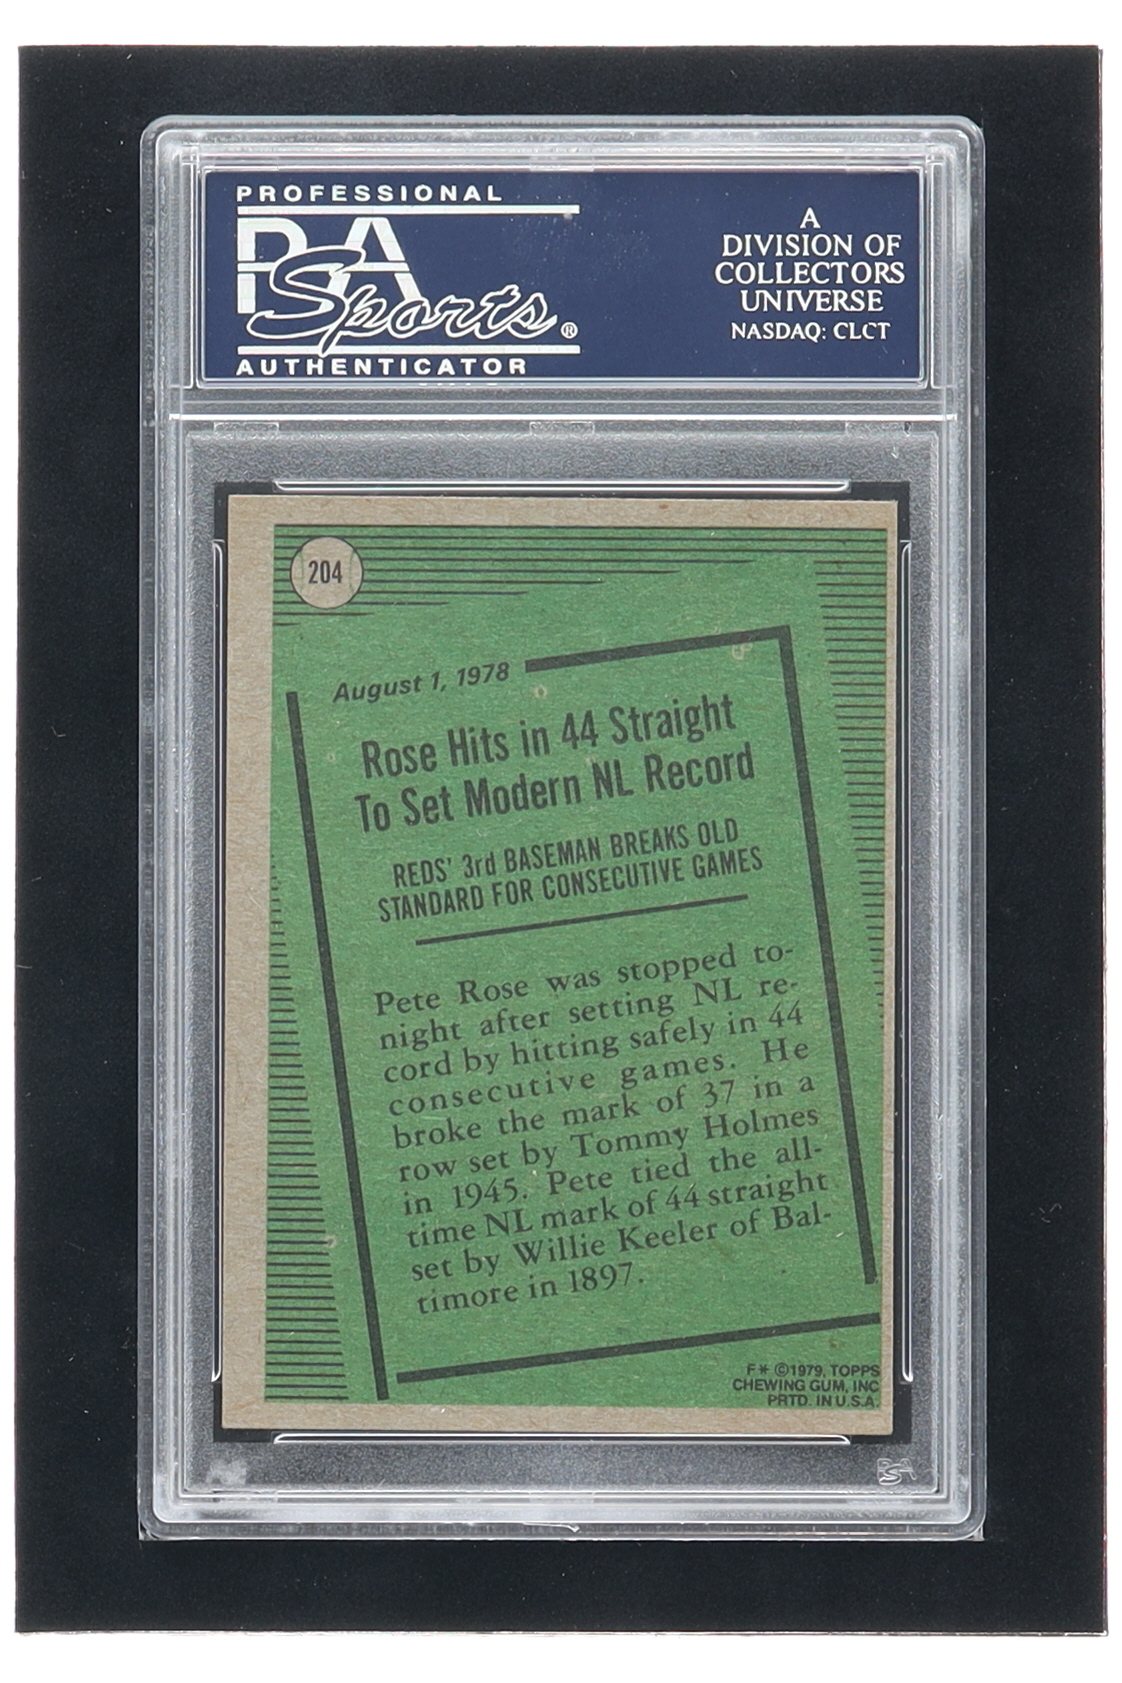 PROFESSIONAL
PSA
Sports®
AUTHENTICATOR
A
DIVISION OF
COLLECTORS
UNIVERSE
NASDAQ: CLCT
204
August 1, 1978
Rose Hits in 44 Straight
To Set Modern NL Record
REDS' 3rd BASEMAN BREAKS OLD
STANDARD FOR CONSECUTIVE GAMES
Pete Rose was stopped to-
night after setting NL re-
cord by hitting safely in 44
consecutive games. He
broke the mark of 37 in a
row set by Tommy Holmes
in 1945. Pete tied the all-
time NL mark of 44 straight
set by Willie Keeler of Bal-
timore in 1897.
F * ©1979, TOPPS
CHEWING GUM, INC
PRTD. IN U.S.A.
PSA